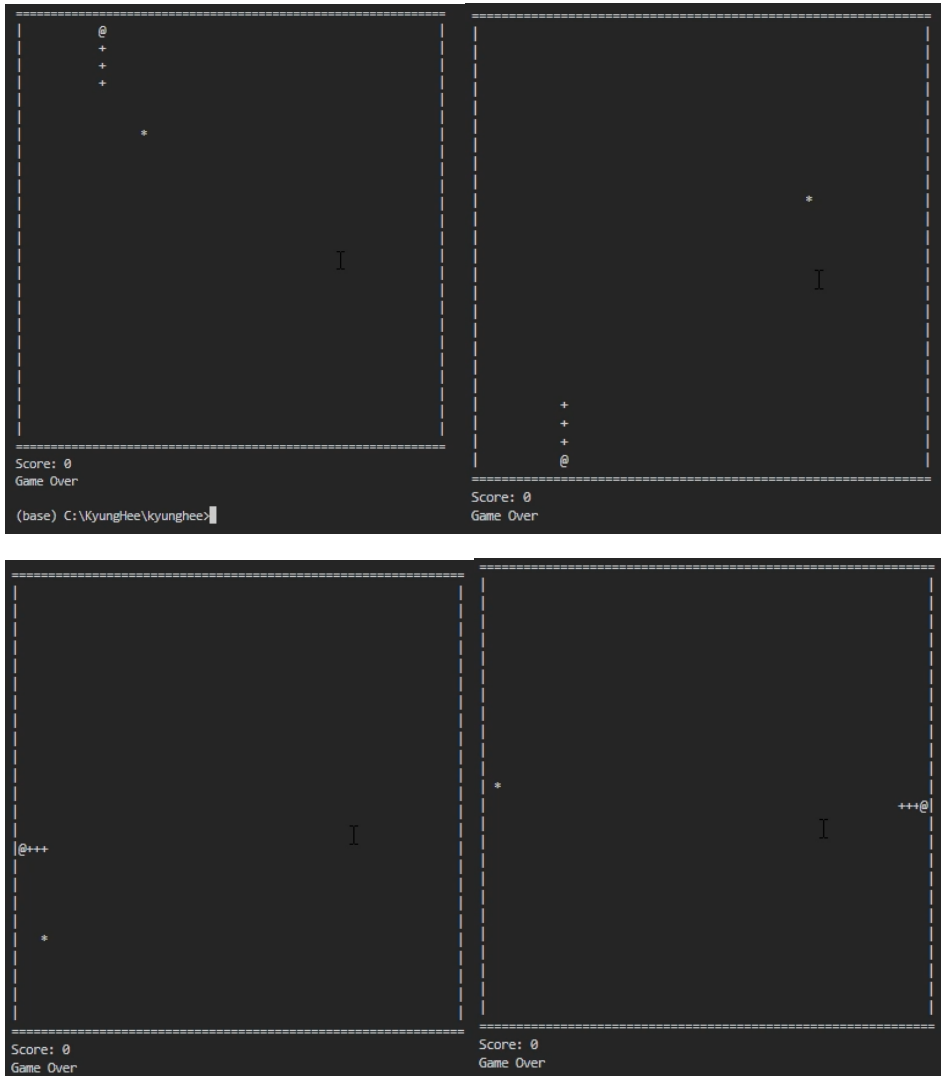 @
+
+
+
*
Score: 0
Game Over
(base) C:\KyungHee\kyunghee>
*
+
+
+
@
Score: 0
Game Over
@+++
*
Score: 0
Game Over
*
+++@
Score: 0
Game Over